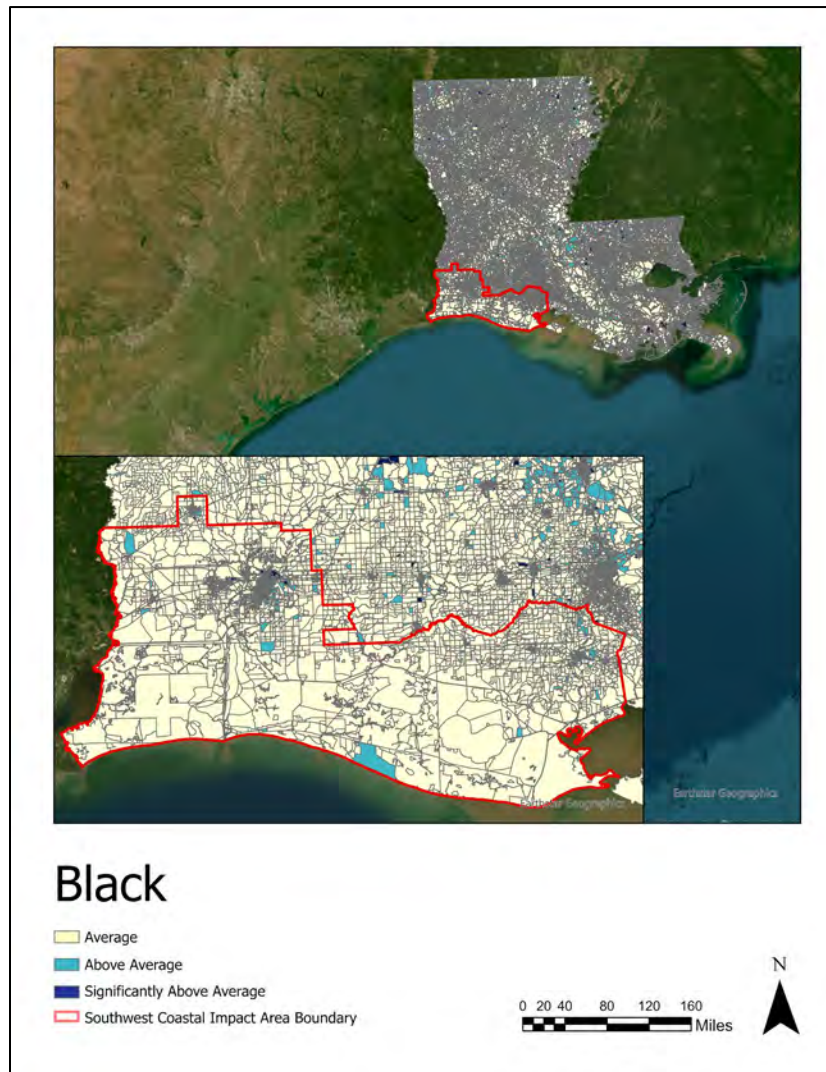 Earthstar Geographics
Earthstar Geographics
Black
Average
Above Average
Significantly Above Average
Southwest Coastal Impact Area Boundary
N
0 20 40 80 120 160
Miles